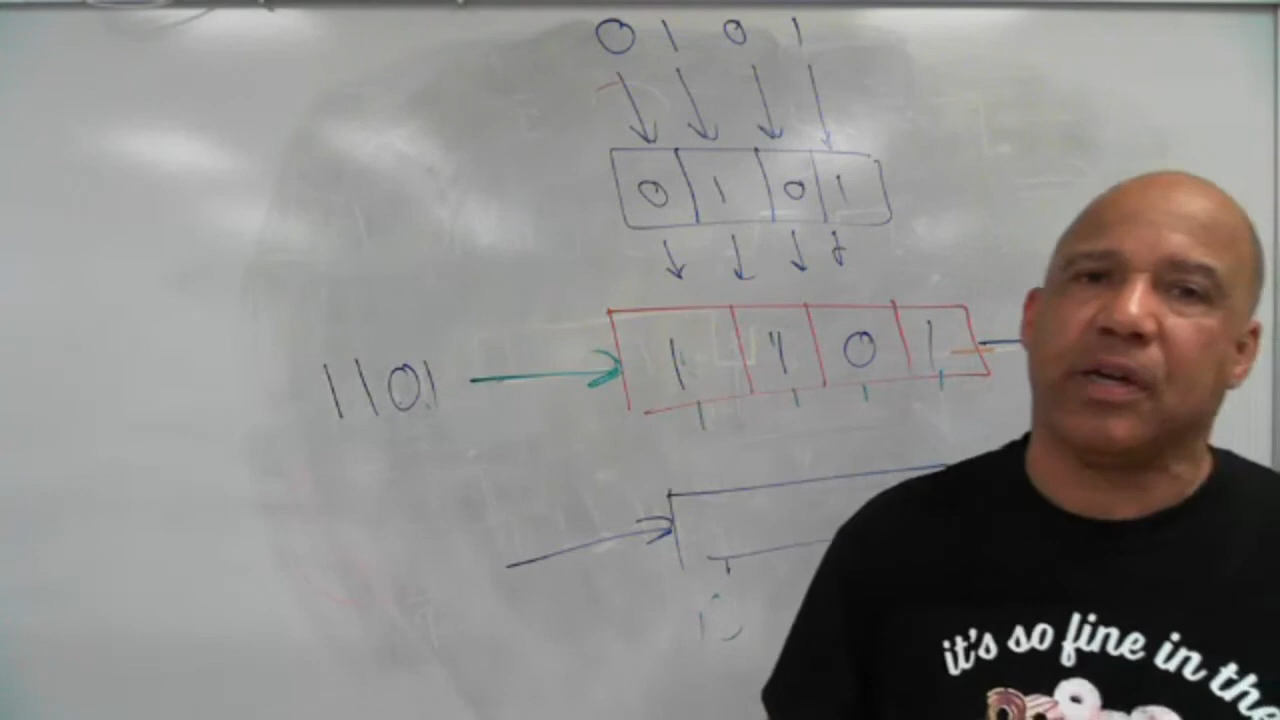 0 1 0 1
0 1 0 1
1101
1 1 0 1
it's so fine in the